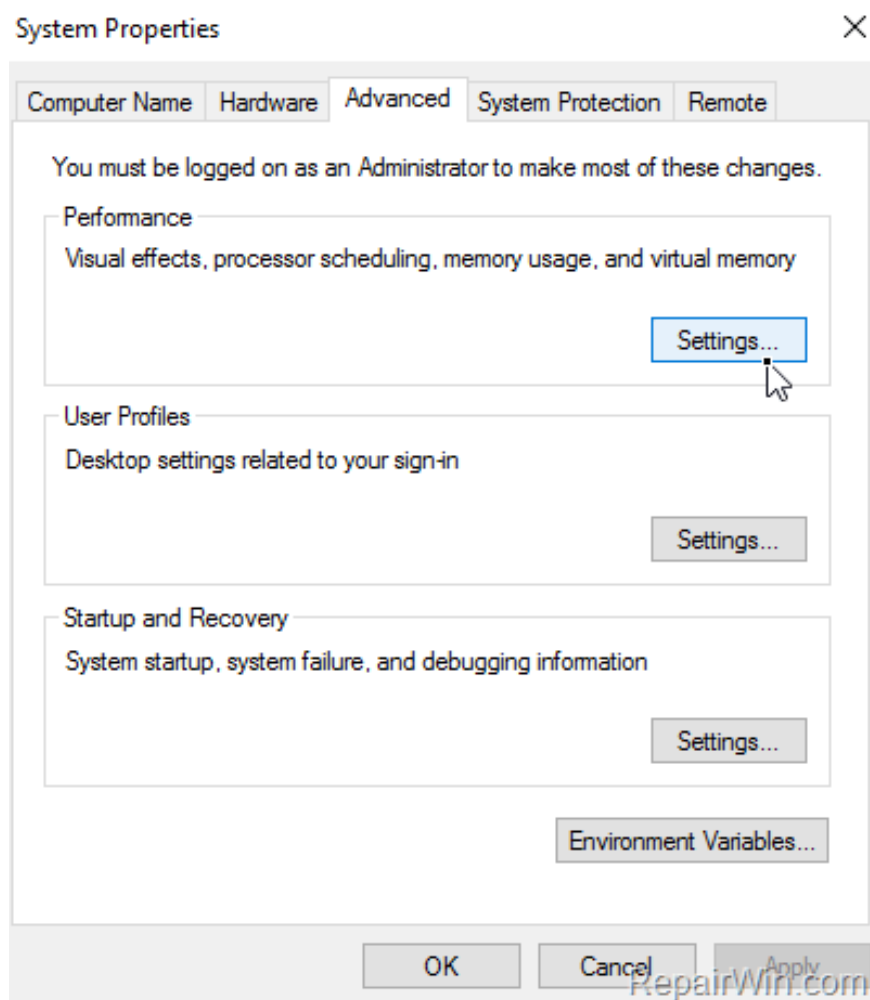 System Properties
Computer Name Hardware Advanced System Protection Remote
You must be logged on as an Administrator to make most of these changes.
Performance
Visual effects, processor scheduling, memory usage, and virtual memory
Settings...
User Profiles
Desktop settings related to your sign-in
Settings...
Startup and Recovery
System startup, system failure, and debugging information
Settings...
Environment Variables...
OK Cancel Apply
RepairWin.com